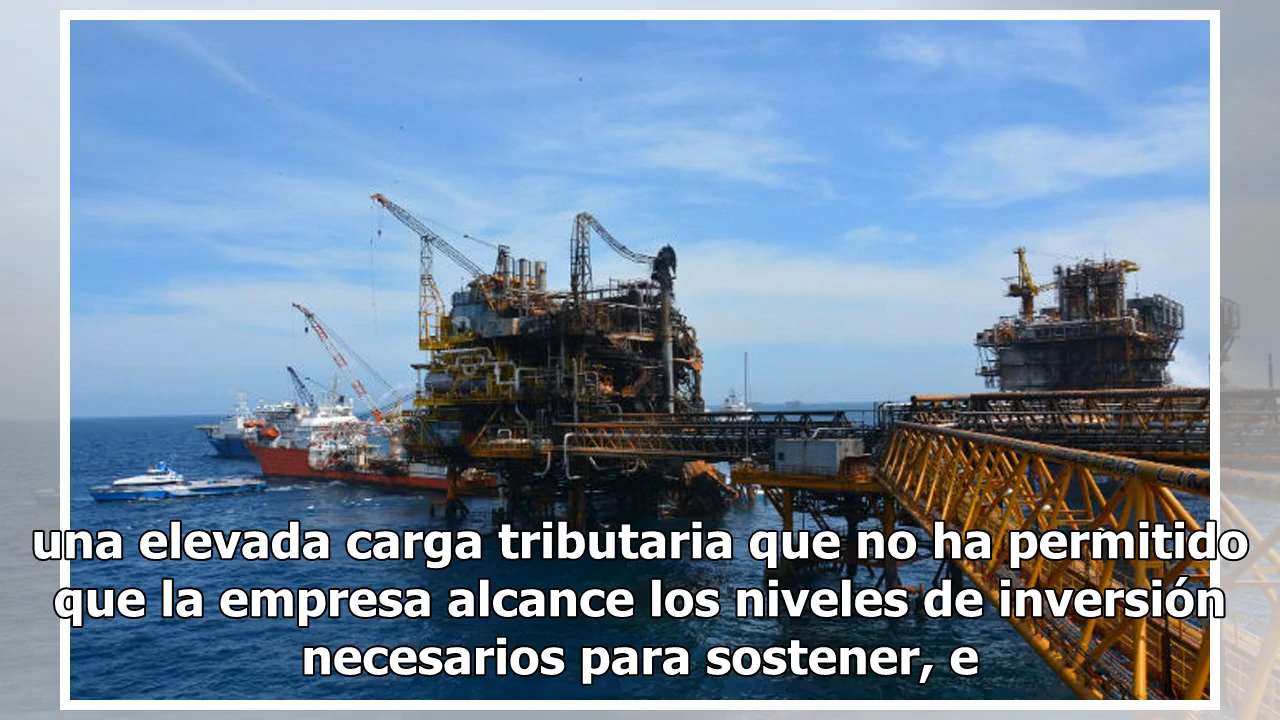 una elevada carga tributaria que no ha permitido
que la empresa alcance los niveles de inversión
necesarios para sostener, e